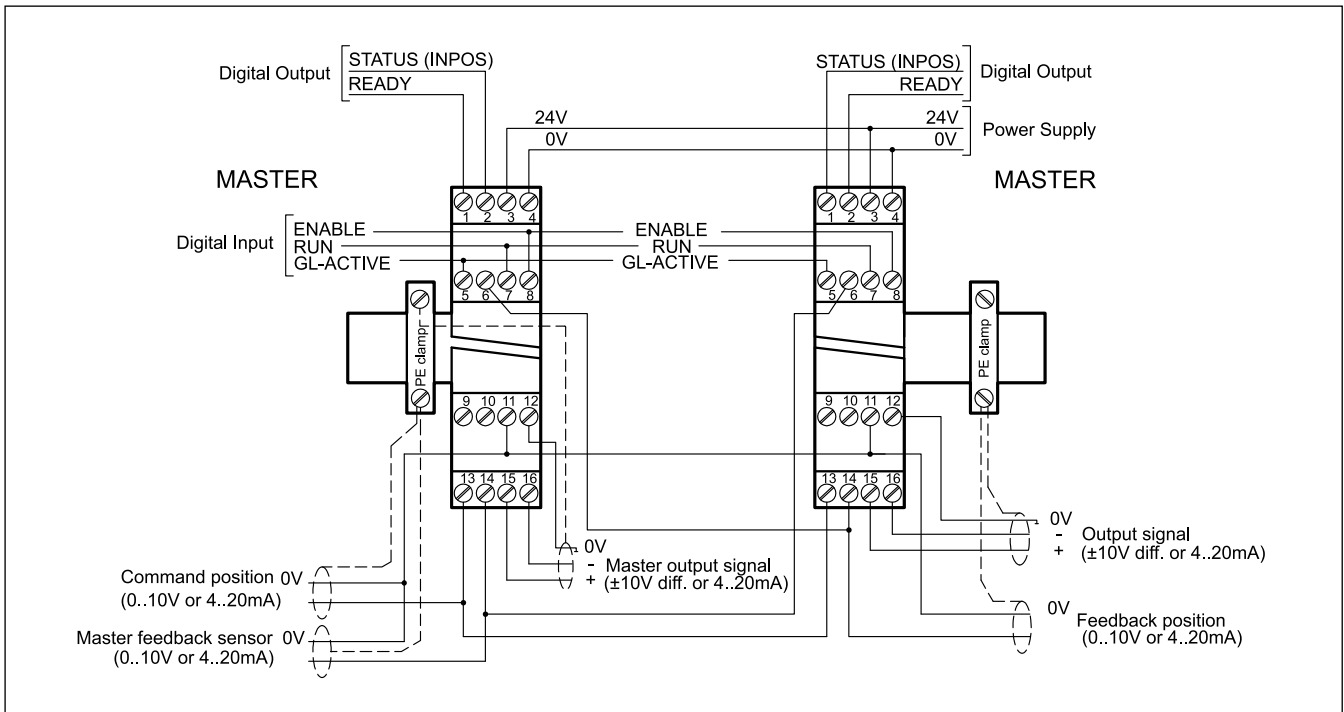 Digital Output
STATUS (INPOS)
READY
STATUS (INPOS)
READY
Digital Output
24V
0V
24V
0V
Power Supply
MASTER
MASTER
1 2 3 4
1 2 3 4
Digital Input
ENABLE
RUN
GL-ACTIVE
ENABLE
RUN
GL-ACTIVE
5 6 7 8
5 6 7 8
PE clamp
PE clamp
9 10 11 12
9 10 11 12
13 14 15 16
13 14 15 16
Command position 0V
(0..10V or 4..20mA)
Master feedback sensor 0V
(0..10V or 4..20mA)
0V
- Master output signal
+ (±10V diff. or 4..20mA)
0V
- Output signal
+ (±10V diff. or 4..20mA)
0V
Feedback position
(0..10V or 4..20mA)